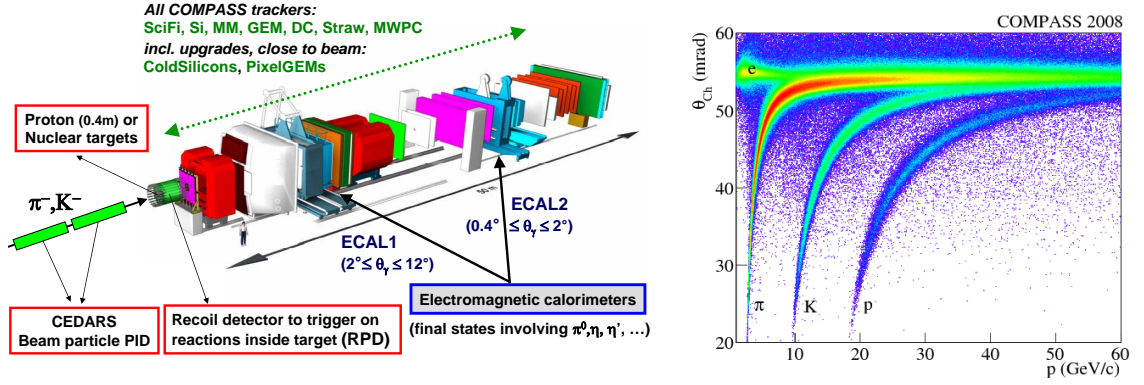 All COMPASS trackers:
SciFi, Si, MM, GEM, DC, Straw, MWPC
incl. upgrades, close to beam:
ColdSilicons, PixelGEMs
Proton (0.4m) or
Nuclear targets
π⁻,K⁻
50 m
ECAL2
(0.4° ≤ θγ ≤ 2°)
ECAL1
(2°≤ θγ ≤ 12°)
CEDARS
Beam particle PID
Recoil detector to trigger on
reactions inside target (RPD)
Electromagnetic calorimeters
(final states involving π⁰,η, η’, …)
COMPASS 2008
θCh (mrad)
60
50
40
30
20
e
π
K
p
10 20 30 40 50 60
p (GeV/c)